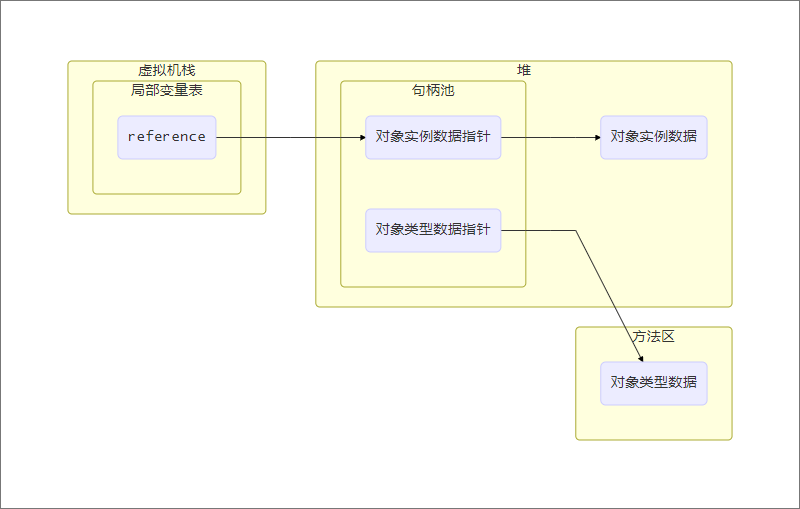 虚拟机栈
局部变量表
reference
堆
句柄池
对象实例数据指针
对象实例数据
对象类型数据指针
方法区
对象类型数据